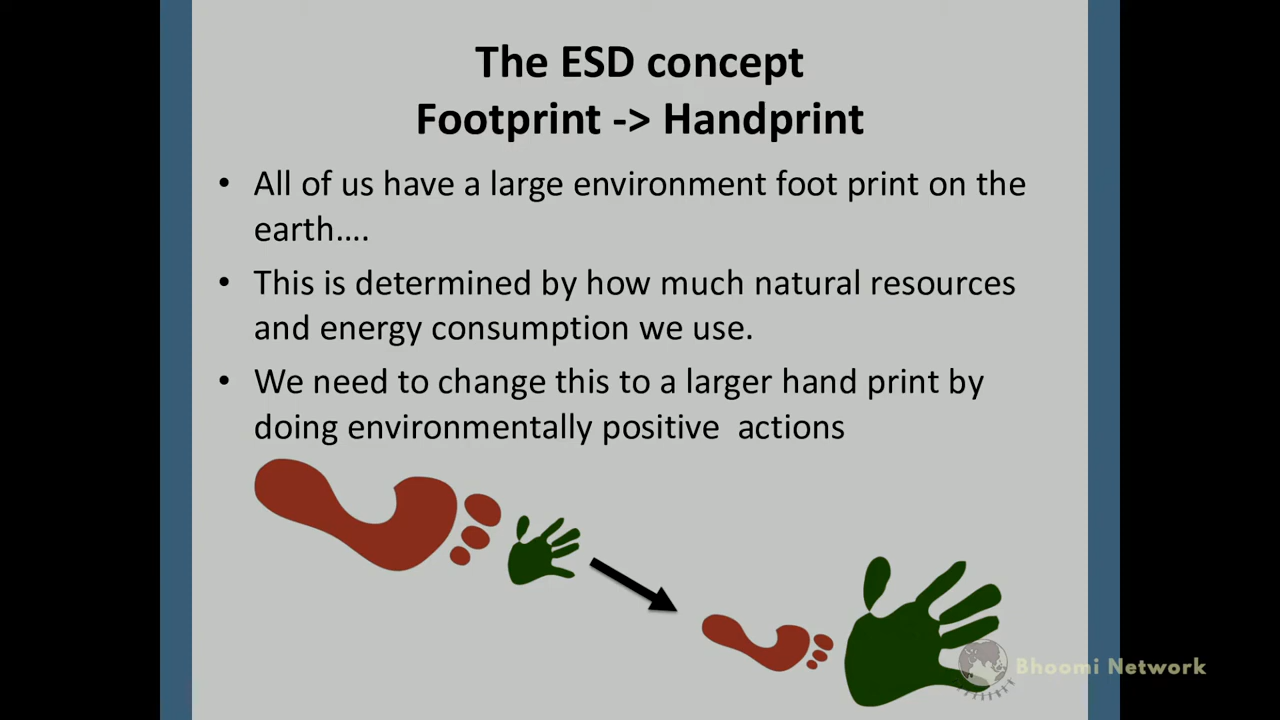 The ESD concept
Footprint -> Handprint
• All of us have a large environment foot print on the
earth....
• This is determined by how much natural resources
and energy consumption we use.
• We need to change this to a larger hand print by
doing environmentally positive  actions
Bhoomi Network